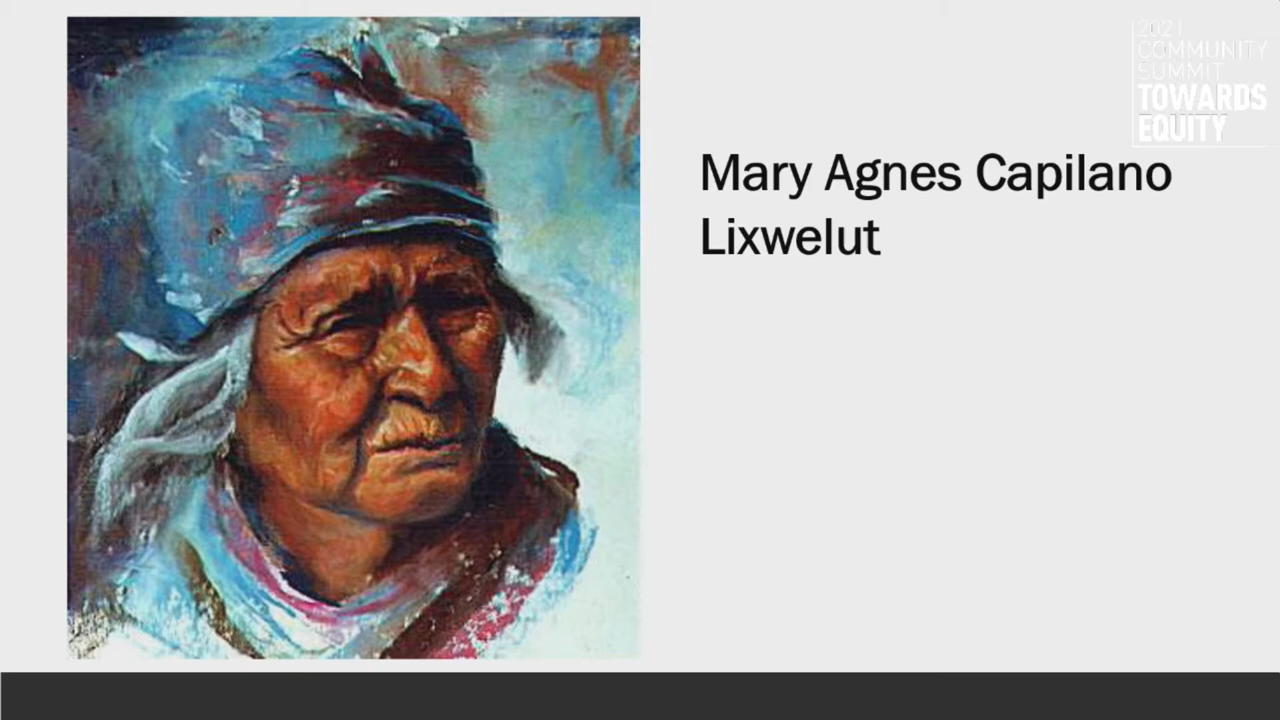 2021
COMMUNITY
SUMMIT
TOWARDS
EQUITY
Mary Agnes Capilano
Lixwelut